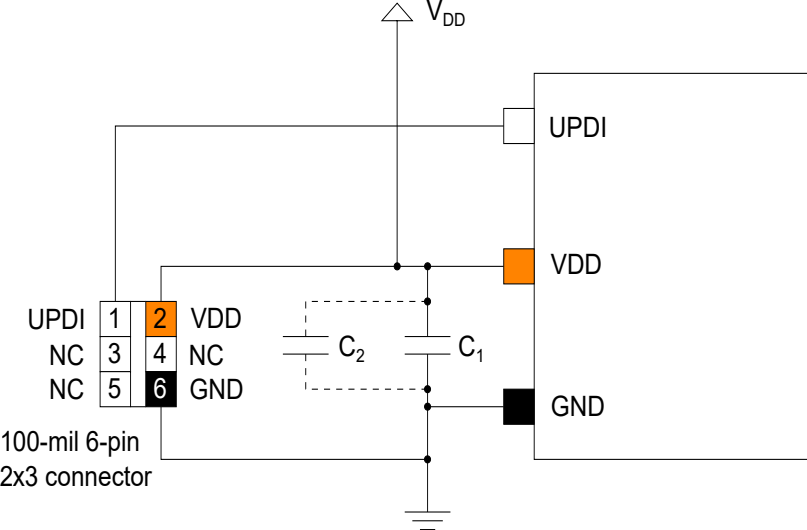 V_DD
UPDI
VDD
UPDI 1 2 VDD
NC 3 4 NC
NC 5 6 GND
C₂ C₁
GND
100-mil 6-pin
2x3 connector